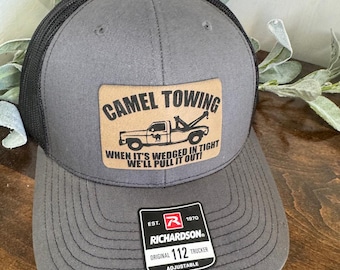 CAMEL TOWING
WHEN IT'S WEDGED IN TIGHT
WE'LL PULL IT OUT!
EST. 1970
R
RICHARDSON
ORIGINAL 112 TRUCKER
ADJUSTABLE